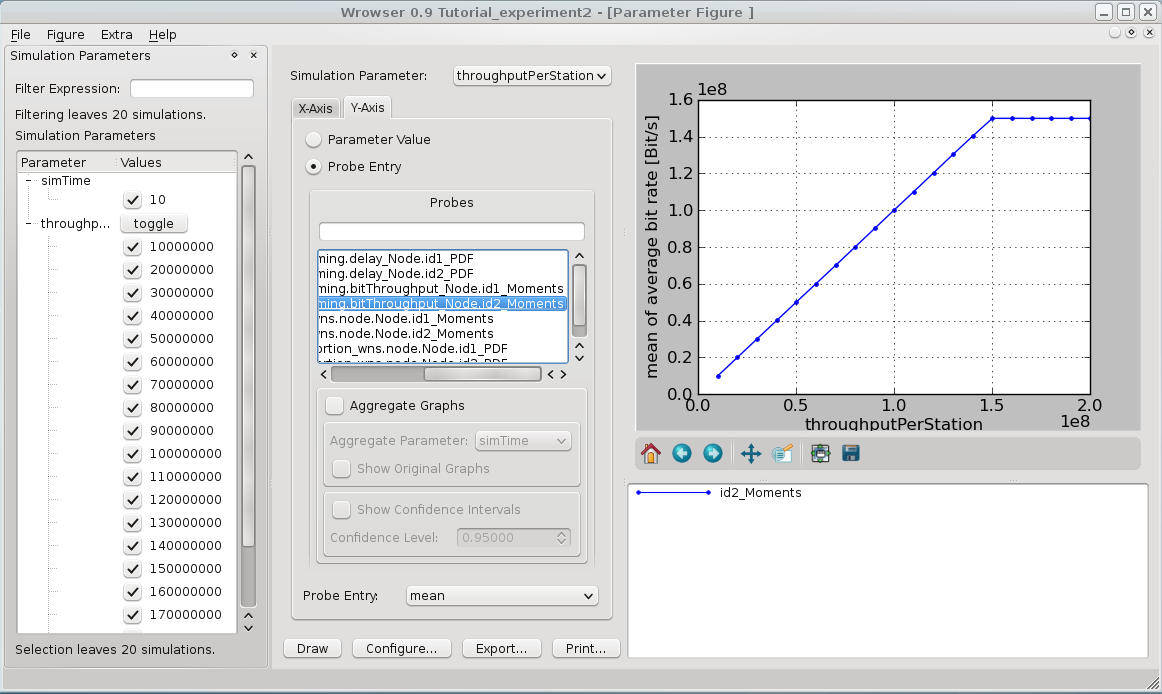 Wrowser 0.9 Tutorial_experiment2 - [Parameter Figure ]
File Figure Extra Help
Simulation Parameters
Filter Expression:
Filtering leaves 20 simulations.
Simulation Parameters
Parameter Values
simTime
10
throughp... toggle
10000000
20000000
30000000
40000000
50000000
60000000
70000000
80000000
90000000
100000000
110000000
120000000
130000000
140000000
150000000
160000000
170000000
Selection leaves 20 simulations.
Simulation Parameter: throughputPerStation
X-Axis Y-Axis
Parameter Value
Probe Entry
Probes
ming.delay_Node.id1_PDF
ming.delay_Node.id2_PDF
ming.bitThroughput_Node.id1_Moments
ming.bitThroughput_Node.id2_Moments
wns.node.Node.id1_Moments
wns.node.Node.id2_Moments
ortion_wns.node.Node.id1_PDF
Aggregate Graphs
Aggregate Parameter: simTime
Show Original Graphs
Show Confidence Intervals
Confidence Level: 0.95000
Probe Entry: mean
Draw Configure... Export... Print...
1e8
1.6
1.4
1.2
1.0
0.8
0.6
0.4
0.2
0.0
mean of average bit rate [Bit/s]
0.0 0.5 1.0 1.5 2.0
throughputPerStation 1e8
id2_Moments